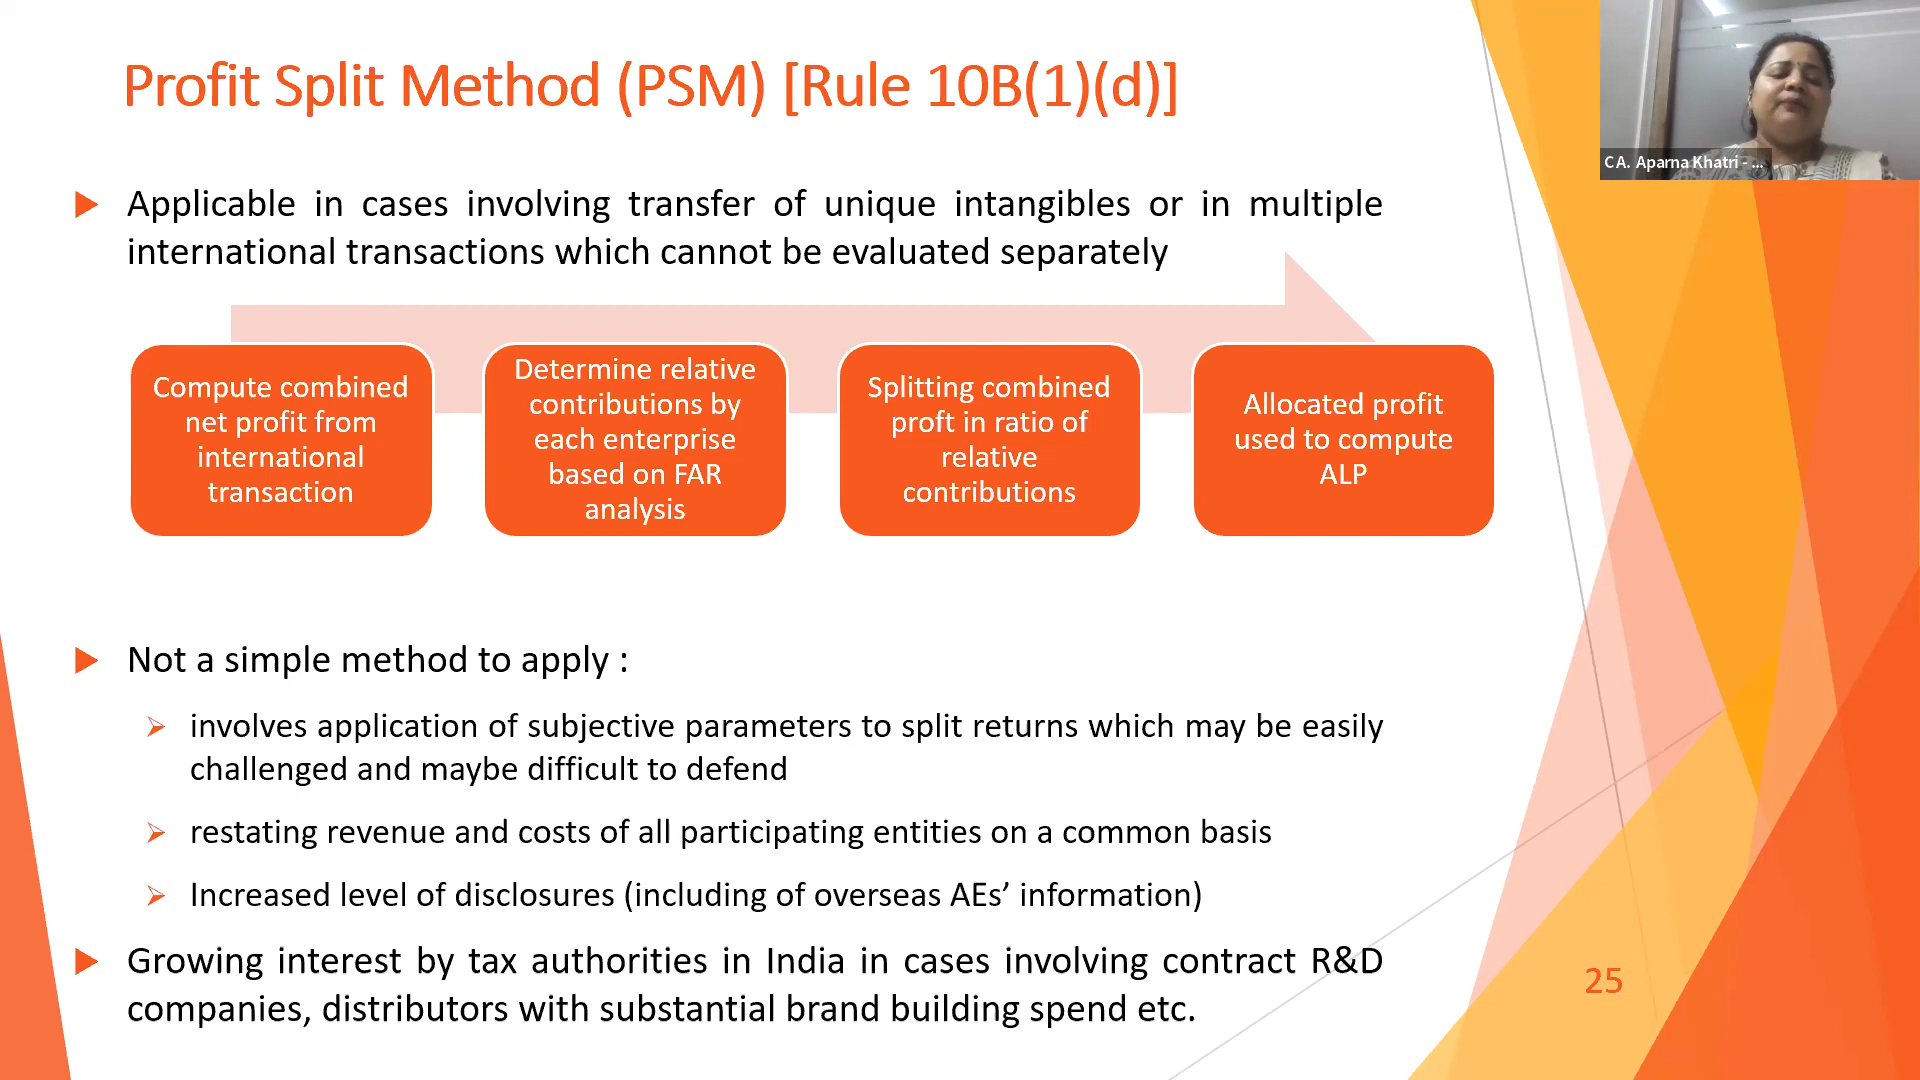 Profit Split Method (PSM) [Rule 10B(1)(d)]
CA. Aparna Khatri - ...
Applicable in cases involving transfer of unique intangibles or in multiple
international transactions which cannot be evaluated separately
Compute combined
net profit from
international
transaction
Determine relative
contributions by
each enterprise
based on FAR
analysis
Splitting combined
proft in ratio of
relative
contributions
Allocated profit
used to compute
ALP
Not a simple method to apply :
involves application of subjective parameters to split returns which may be easily
challenged and maybe difficult to defend
restating revenue and costs of all participating entities on a common basis
Increased level of disclosures (including of overseas AEs’ information)
Growing interest by tax authorities in India in cases involving contract R&D
companies, distributors with substantial brand building spend etc.
25